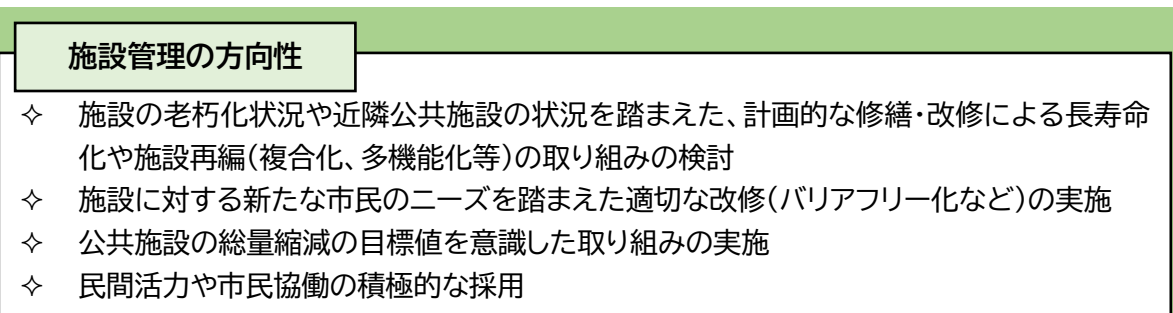 施設管理の方向性
✧ 施設の老朽化状況や近隣公共施設の状況を踏まえた、計画的な修繕・改修による長寿命
化や施設再編(複合化、多機能化等)の取り組みの検討
✧ 施設に対する新たな市民のニーズを踏まえた適切な改修(バリアフリー化など)の実施
✧ 公共施設の総量縮減の目標値を意識した取り組みの実施
✧ 民間活力や市民協働の積極的な採用